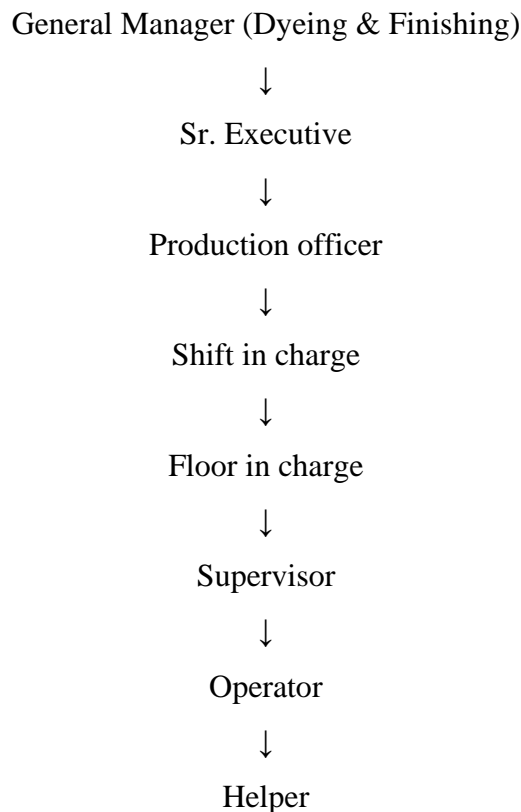 General Manager (Dyeing & Finishing)
↓
Sr. Executive
↓
Production officer
↓
Shift in charge
↓
Floor in charge
↓
Supervisor
↓
Operator
↓
Helper